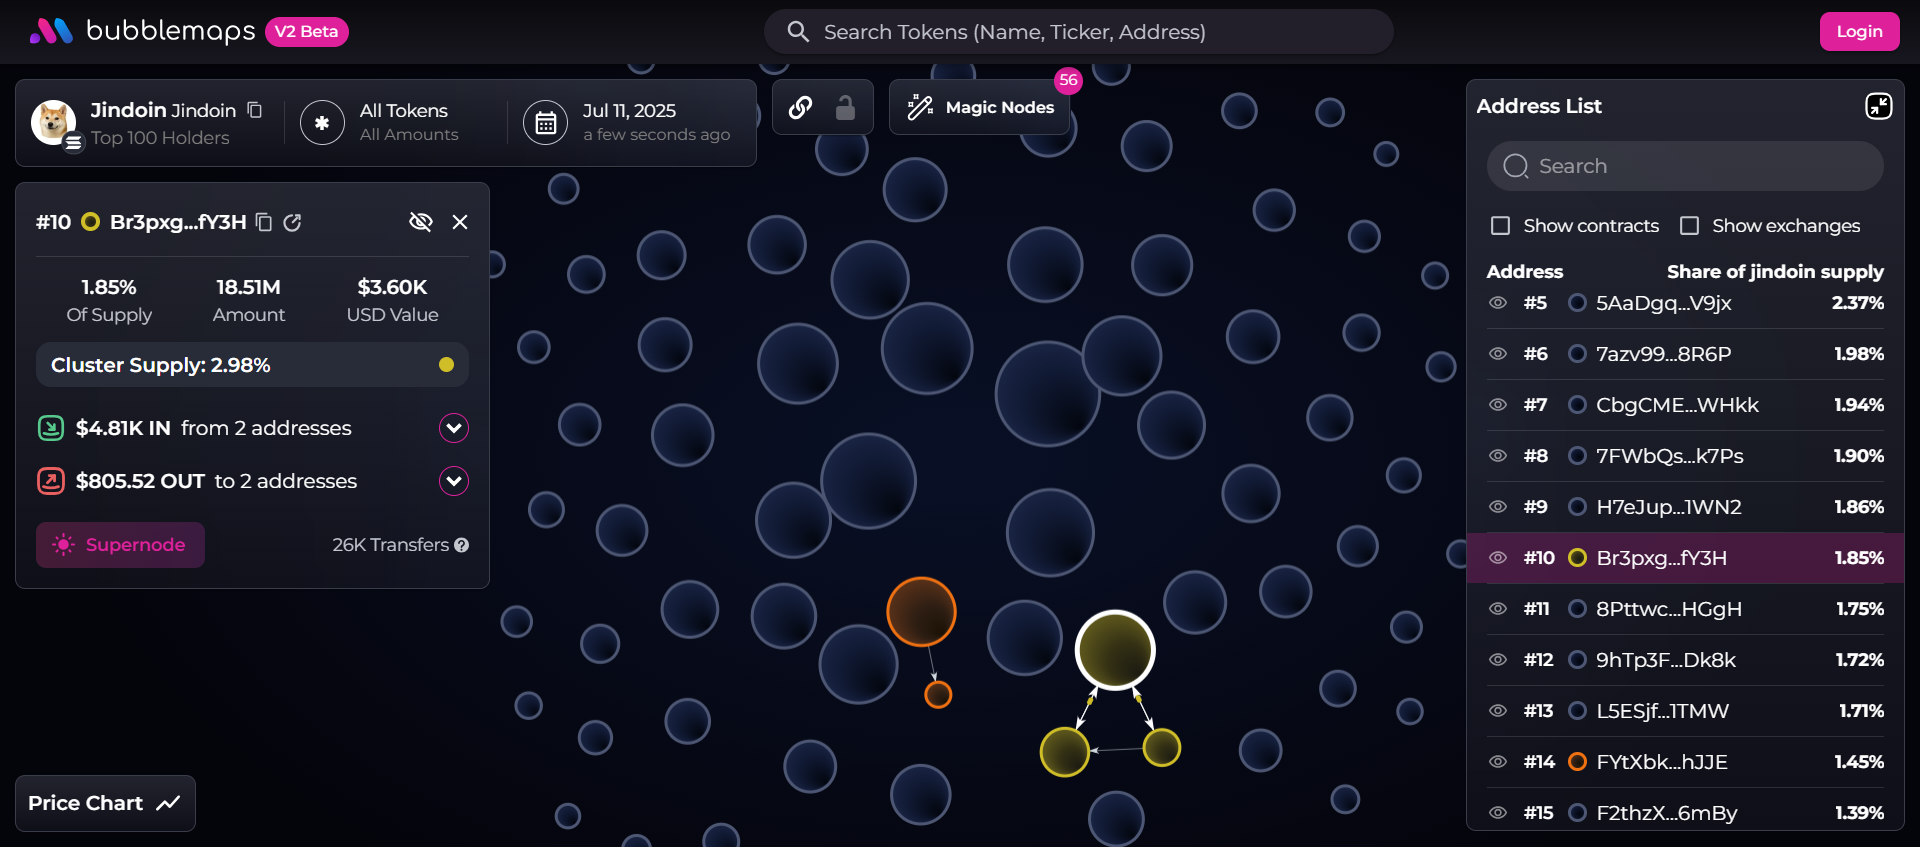 bubblemaps V2 Beta
Search Tokens (Name, Ticker, Address)
Login
Jindoin Jindoin
Top 100 Holders
All Tokens
All Amounts
Jul 11, 2025
a few seconds ago
Magic Nodes
56
#10 Br3pxg...fY3H
1.85%
Of Supply
18.51M
Amount
$3.60K
USD Value
Cluster Supply: 2.98%
$4.81K IN from 2 addresses
$805.52 OUT to 2 addresses
Supernode
26K Transfers ?
Price Chart
Address List
Search
Show contracts
Show exchanges
Address Share of jindoin supply
#5 5AaDgq...V9jx 2.37%
#6 7azv99...8R6P 1.98%
#7 CbgCME...WHkk 1.94%
#8 7FWbQs...k7Ps 1.90%
#9 H7eJup...1WN2 1.86%
#10 Br3pxg...fY3H 1.85%
#11 8Pttwc...HGgH 1.75%
#12 9hTp3F...Dk8k 1.72%
#13 L5ESjf...1TMW 1.71%
#14 FYtXbk...hJJE 1.45%
#15 F2thzX...6mBy 1.39%